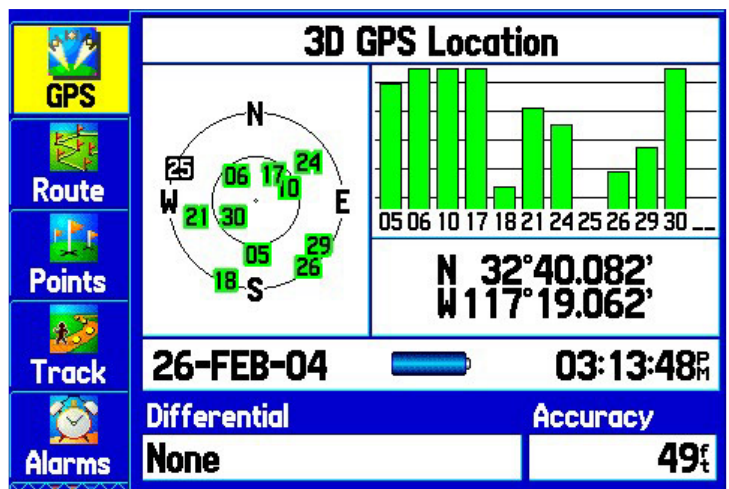 GPS
Route
Points
Track
Alarms
3D GPS Location
N
25
06
17
24
10
W
21
30
E
05
29
26
18
S
05 06 10 17 18 21 24 25 26 29 30 __
N 32°40.082'
W 117°19.062'
26-FEB-04
03:13:48PM
Differential
Accuracy
None
49ft